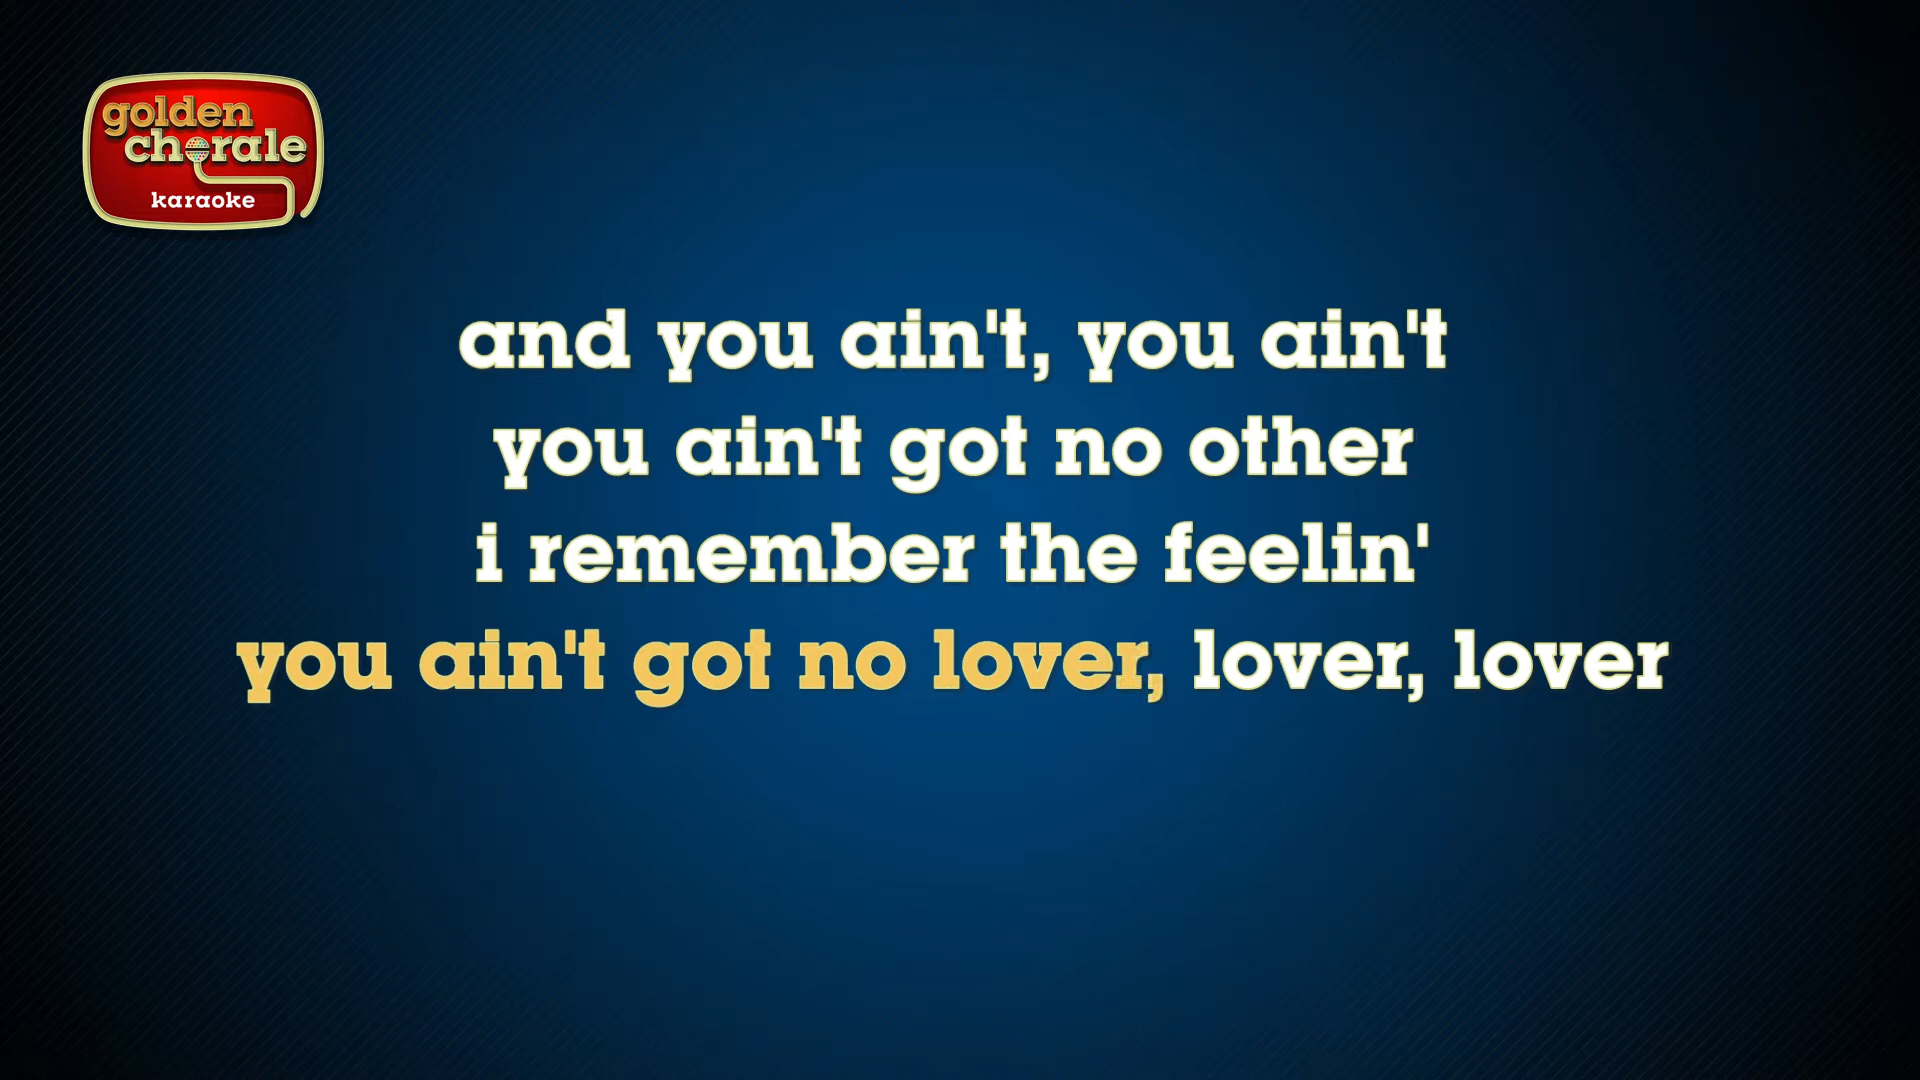 golden
chorale
karaoke
and you ain't, you ain't
you ain't got no other
i remember the feelin'
you ain't got no lover, lover, lover